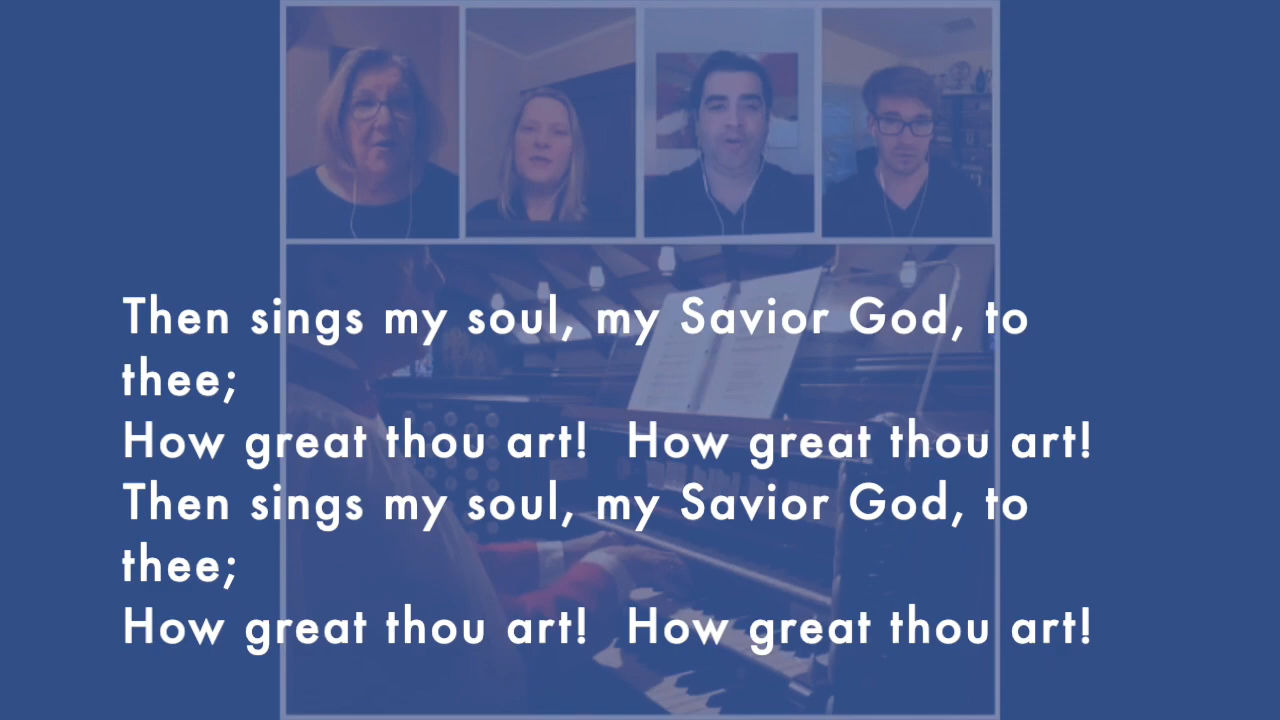 Then sings my soul, my Savior God, to
thee;
How great thou art!  How great thou art!
Then sings my soul, my Savior God, to
thee;
How great thou art!  How great thou art!